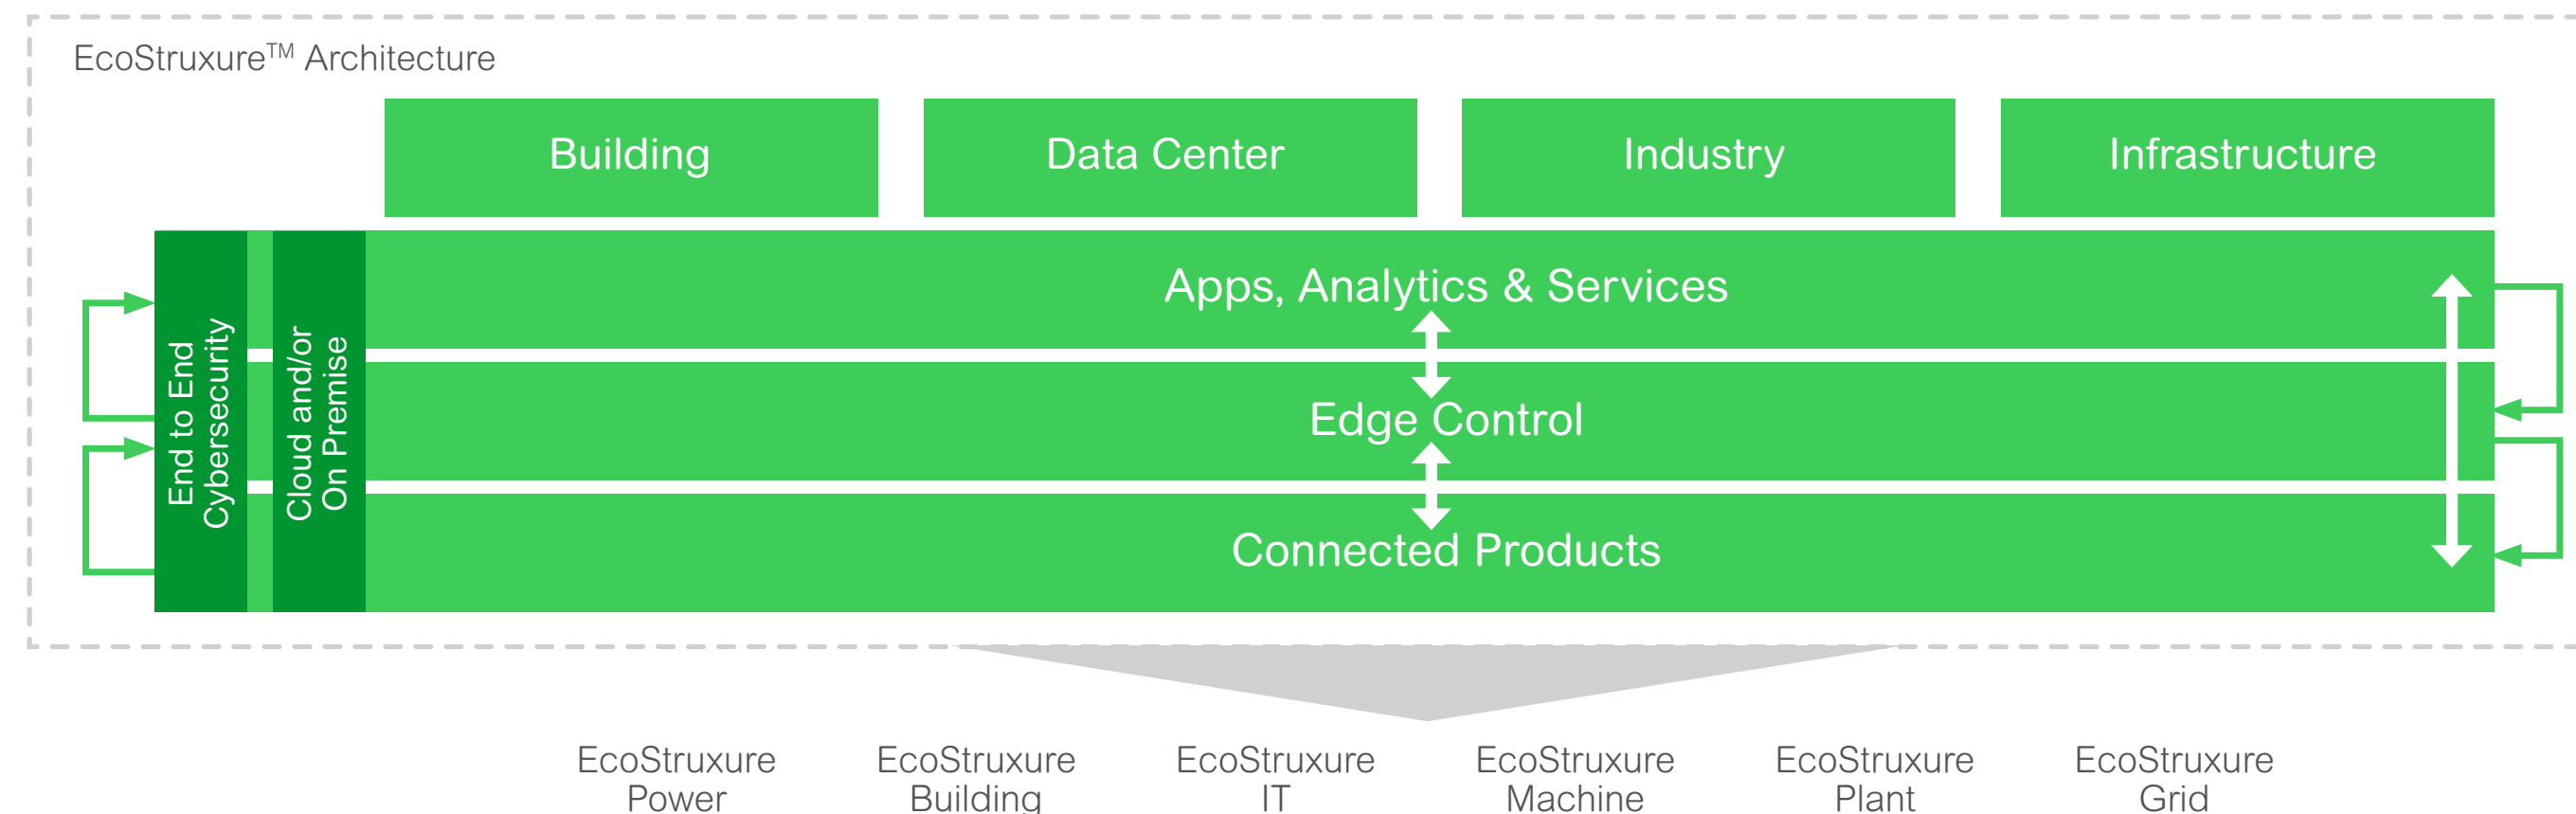 EcoStruxure™ Architecture
Building
Data Center
Industry
Infrastructure
End to End
Cybersecurity
Cloud and/or
On Premise
Apps, Analytics & Services
Edge Control
Connected Products
EcoStruxure
Power
EcoStruxure
Building
EcoStruxure
IT
EcoStruxure
Machine
EcoStruxure
Plant
EcoStruxure
Grid